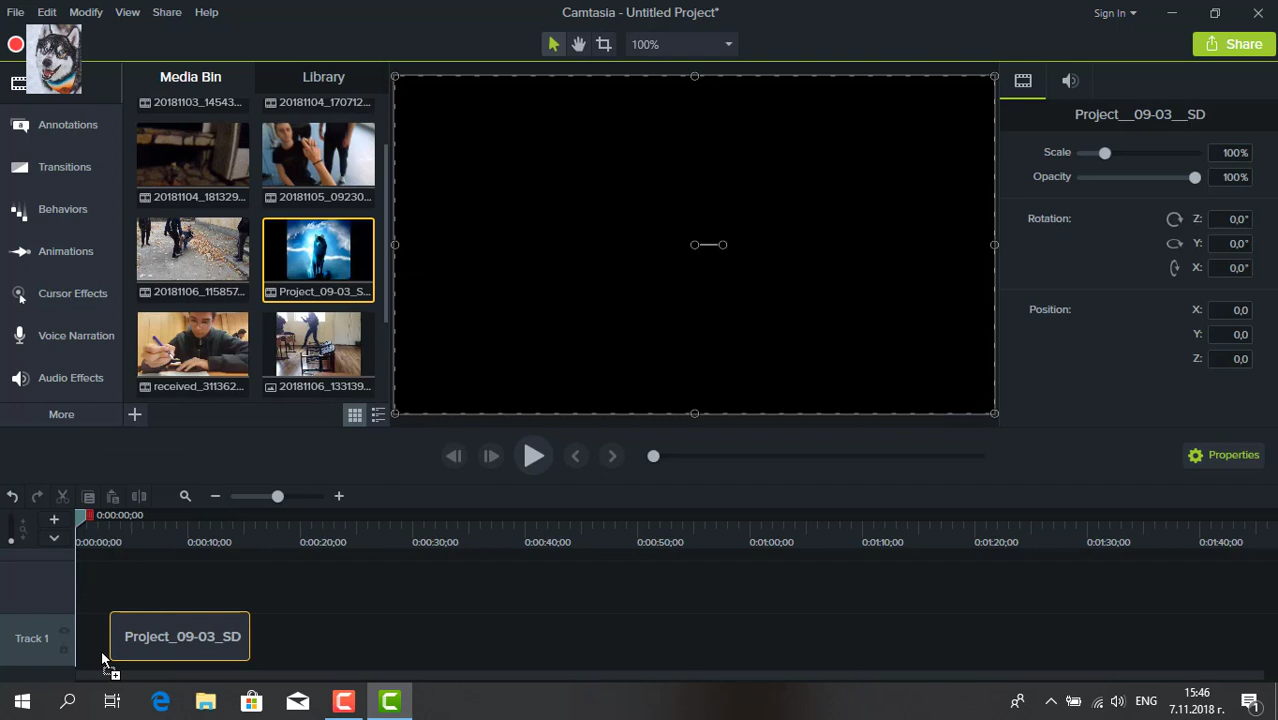 File Edit Modify View Share Help
Camtasia - Untitled Project*
Sign In
100%
Share
Media Bin
Library
Annotations
Transitions
Behaviors
Animations
Cursor Effects
Voice Narration
Audio Effects
More
20181103_14543...
20181104_170712...
20181104_181329...
20181105_09230...
20181106_115857...
Project_09-03_S...
received_311362...
20181106_133139...
Project__09-03__SD
Scale 100%
Opacity 100%
Rotation: Z: 0,0°
Y: 0,0°
X: 0,0°
Position: X: 0,0
Y: 0,0
Z: 0,0
Properties
0:00:00;00
0:00:00;00 0:00:10;00 0:00:20;00 0:00:30;00 0:00:40;00 0:00:50;00 0:01:00;00 0:01:10;00 0:01:20;00 0:01:30;00 0:01:40;00
Track 1
Project_09-03_SD
ENG
15:46
7.11.2018 г.
1